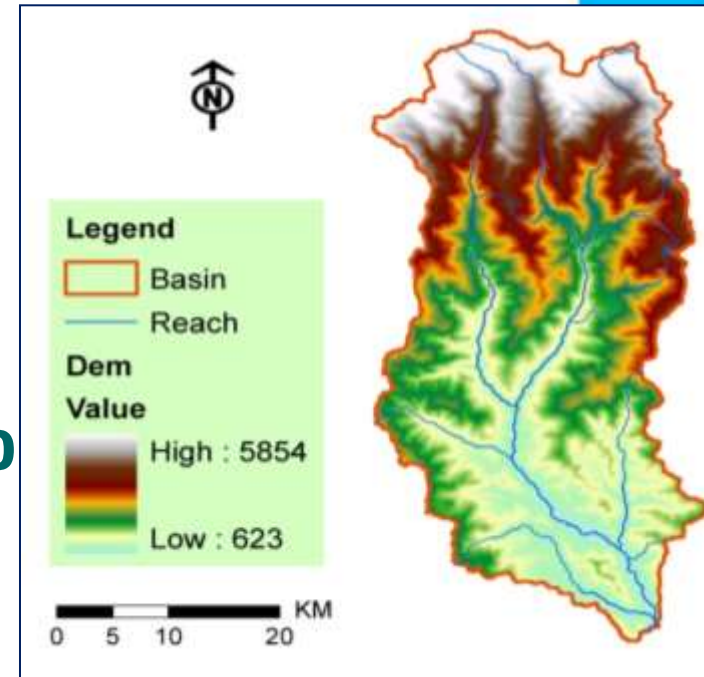 N
Legend
Basin
Reach
Dem
Value
High : 5854
Low : 623
KM
0 5 10 20